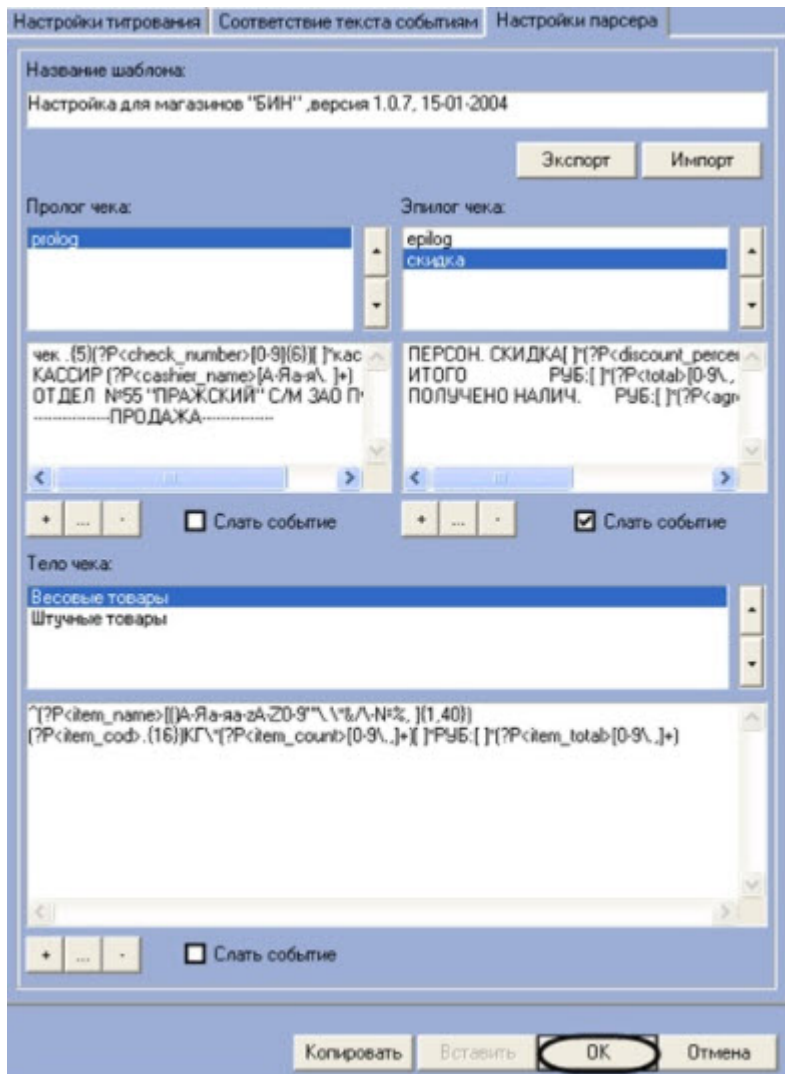 Настройки титрования Соответствие текста событиям Настройки парсера
Название шаблона:
Настройка для магазинов "БИН" ,версия 1.0.7, 15-01-2004
Экспорт Импорт
Пролог чека: Эпилог чека:
prolog epilog
скидка
чек .{5}(?P<check_number>[0-9]{6})[ ]*кас
КАССИР (?P<cashier_name>[А-Яа-я\. ]+)
ОТДЕЛ №55 "ПРАЖСКИЙ" С/М ЗАО П
----------------ПРОДАЖА---------------
ПЕРСОН. СКИДКА[ ]*(?P<discount_percer
ИТОГО РУБ:[ ]*(?P<total>[0-9\.,
ПОЛУЧЕНО НАЛИЧ. РУБ:[ ]*(?P<agr
+ ... - Слать событие + ... - Слать событие
Тело чека:
Весовые товары
Штучные товары
^(?P<item_name>[()А-Яа-яa-zA-Z0-9"'\.\*&/\-№%, ]{1,40})
(?P<item_cod>.{16})КГ\*(?P<item_count>[0-9\.,]+)[ ]*РУБ:[ ]*(?P<item_total>[0-9\.,]+)
+ ... - Слать событие
Копировать Вставить OK Отмена